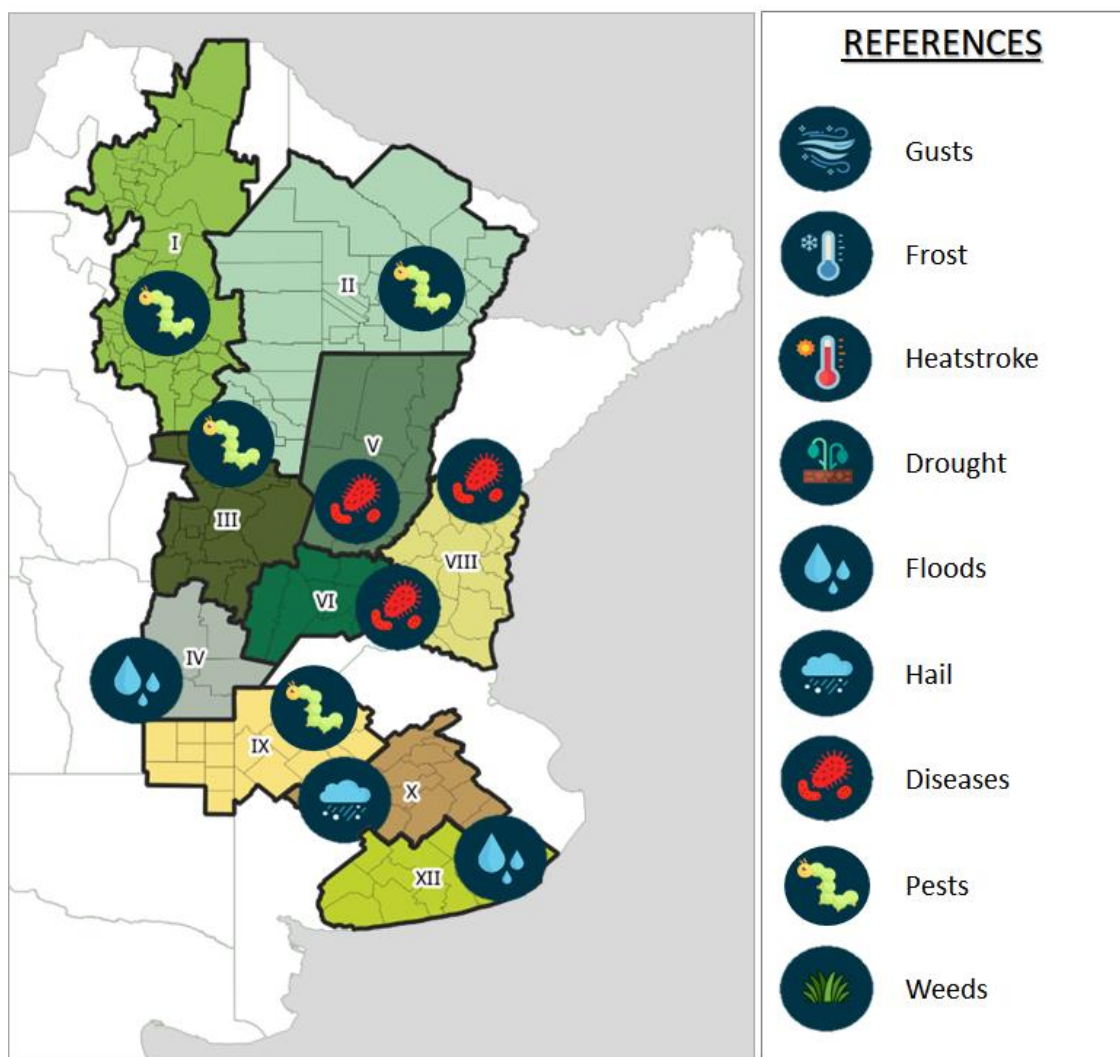 REFERENCES
Gusts
Frost
Heatstroke
Drought
Floods
Hail
Diseases
Pests
Weeds
I
II
V
III
VIII
VI
IV
IX
X
XII